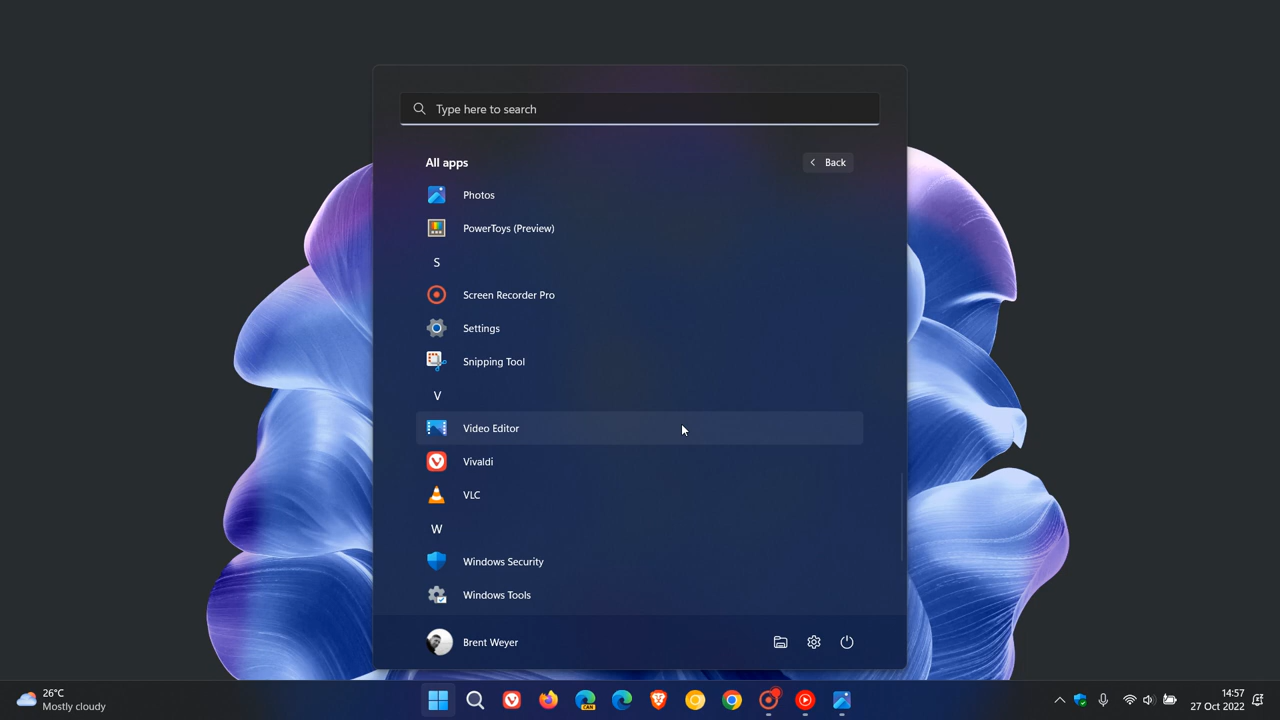 Type here to search
All apps
Back
Photos
PowerToys (Preview)
S
Screen Recorder Pro
Settings
Snipping Tool
V
Video Editor
Vivaldi
VLC
W
Windows Security
Windows Tools
Brent Weyer
26°C
Mostly cloudy
CAN
14:57
27 Oct 2022